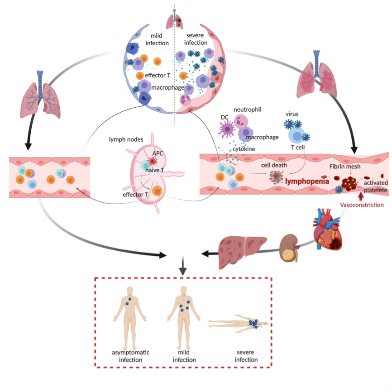 mild
infection
severe
infection
effector T
macrophage
lymph nodes
APC
naive T
effector T
DC
neutrophil
macrophage
cytokine
virus
T cell
cell death
lymphopenia
Fibrin mesh
activated
platelete
Vasoconstriction
asymptomatic
infection
mild
infection
severe
infection